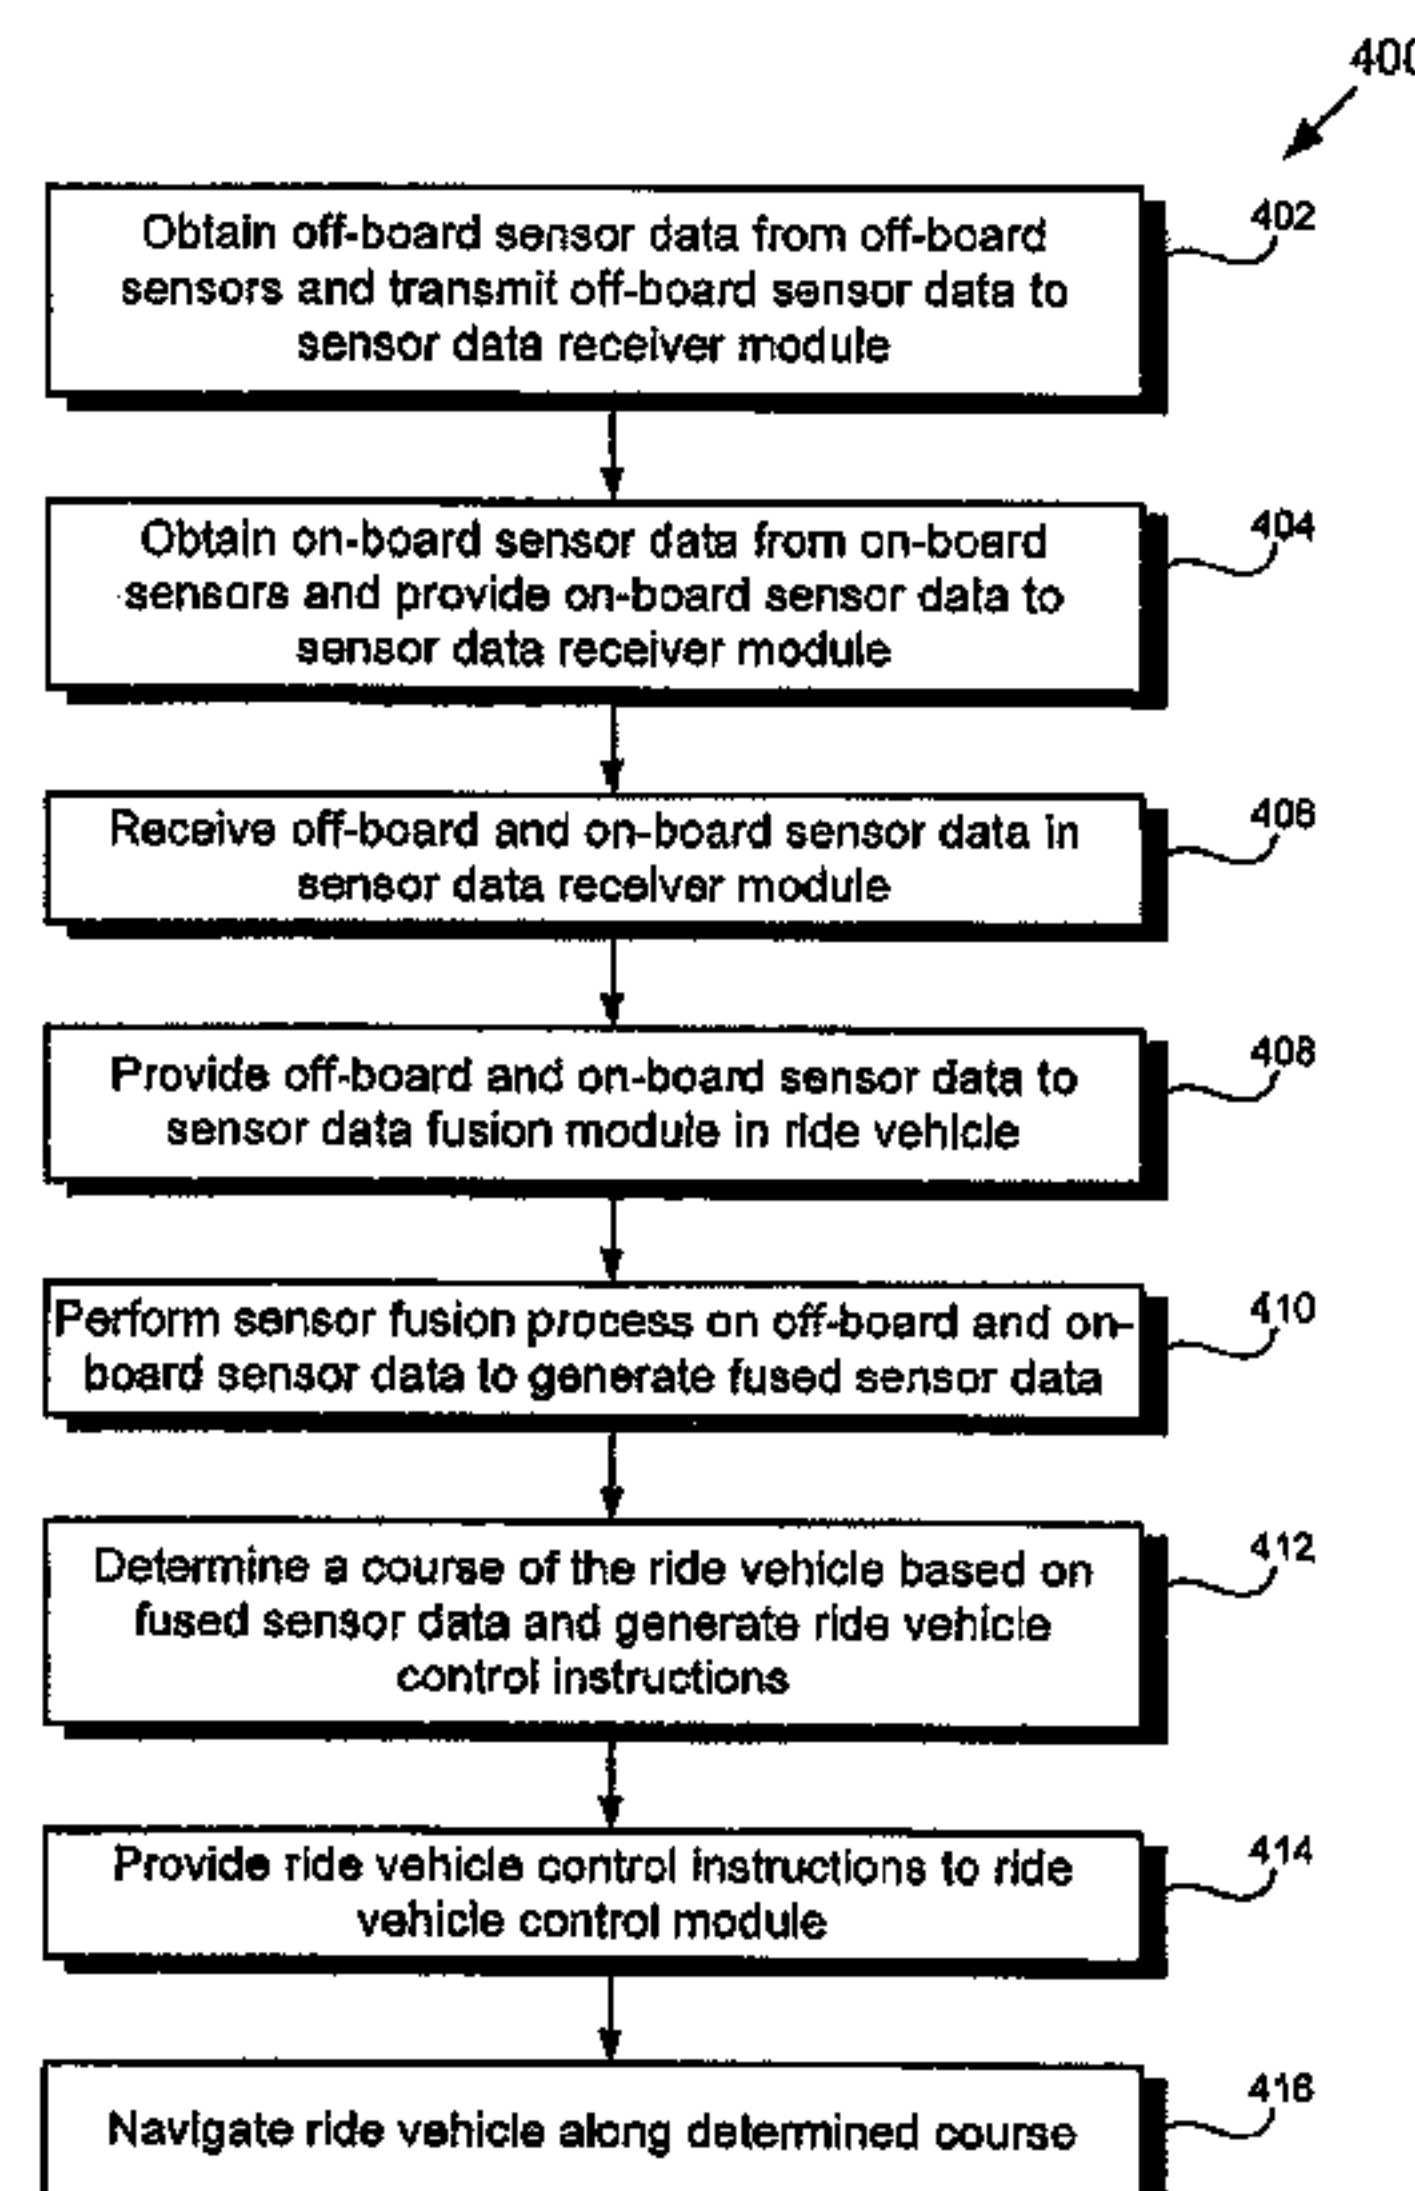 400
402
Obtain off-board sensor data from off-board
sensors and transmit off-board sensor data to
sensor data receiver module
404
Obtain on-board sensor data from on-board
sensors and provide on-board sensor data to
sensor data receiver module
406
Receive off-board and on-board sensor data in
sensor data receiver module
408
Provide off-board and on-board sensor data to
sensor data fusion module in ride vehicle
410
Perform sensor fusion process on off-board and on-
board sensor data to generate fused sensor data
412
Determine a course of the ride vehicle based on
fused sensor data and generate ride vehicle
control instructions
414
Provide ride vehicle control instructions to ride
vehicle control module
416
Navigate ride vehicle along determined course